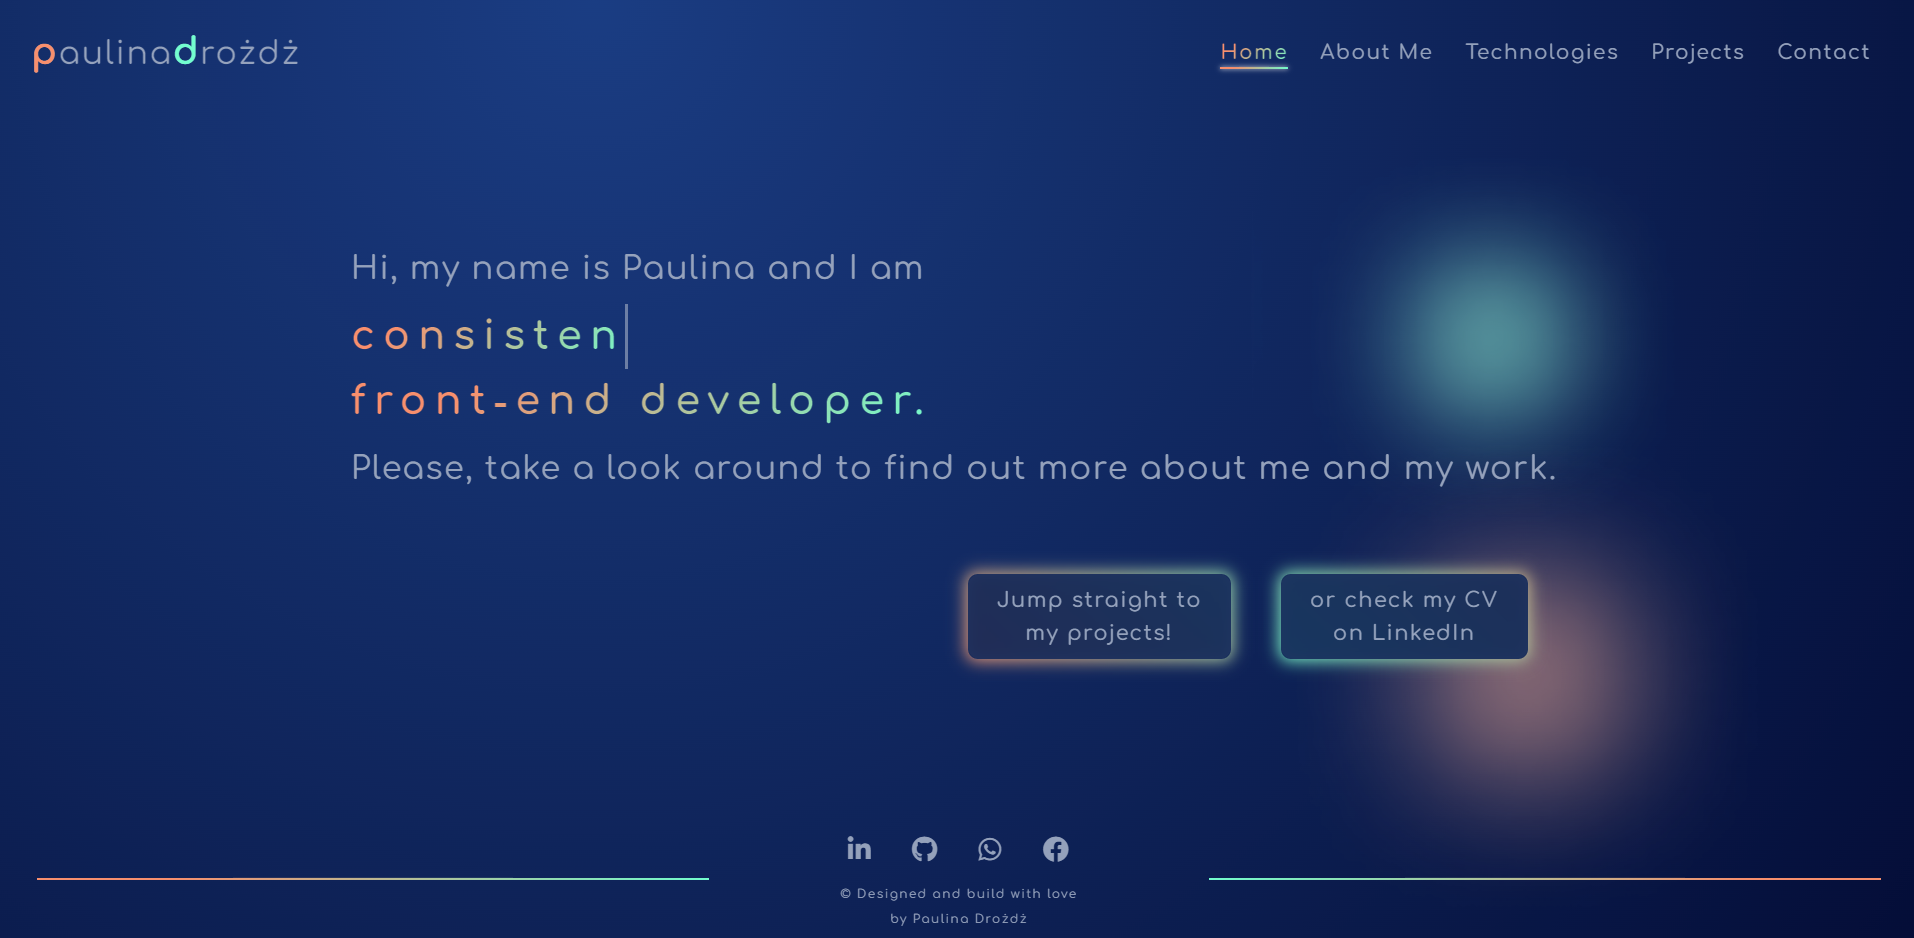 paulinadrożdż
Home About Me Technologies Projects Contact
Hi, my name is Paulina and I am
consisten
front-end developer.
Please, take a look around to find out more about me and my work.
Jump straight to
my projects!
or check my CV
on LinkedIn
in
© Designed and build with love
by Paulina Drożdż